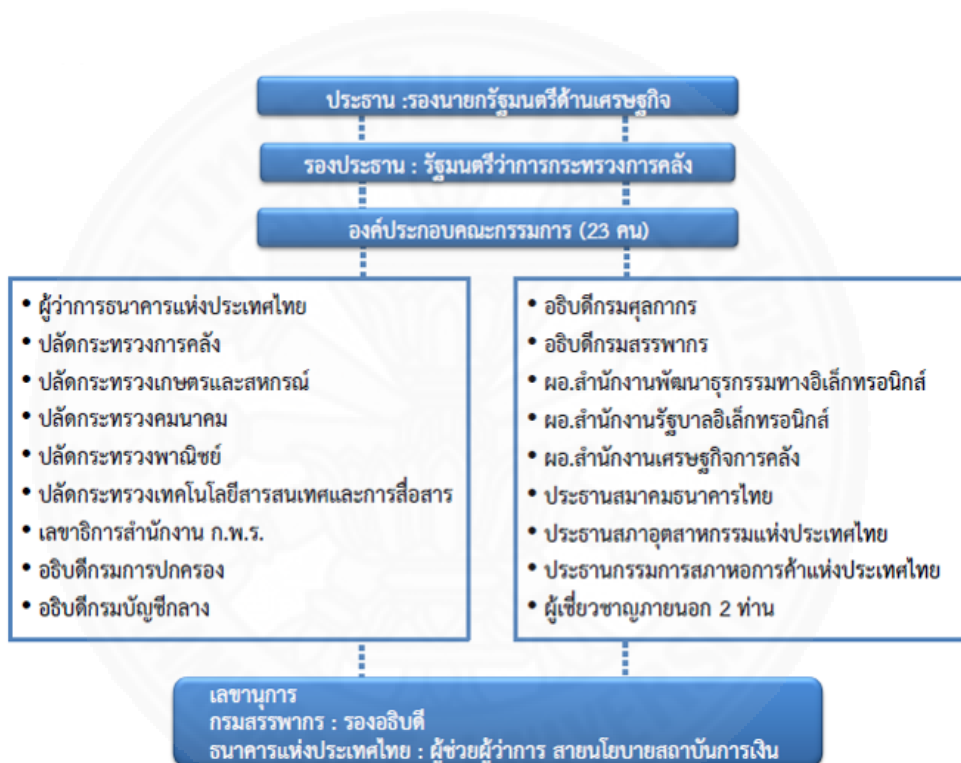 ประธาน :รองนายกรัฐมนตรีด้านเศรษฐกิจ
รองประธาน : รัฐมนตรีว่าการกระทรวงการคลัง
องค์ประกอบคณะกรรมการ (23 คน)
• ผู้ว่าการธนาคารแห่งประเทศไทย
• ปลัดกระทรวงการคลัง
• ปลัดกระทรวงเกษตรและสหกรณ์
• ปลัดกระทรวงคมนาคม
• ปลัดกระทรวงพาณิชย์
• ปลัดกระทรวงเทคโนโลยีสารสนเทศและการสื่อสาร
• เลขาธิการสำนักงาน ก.พ.ร.
• อธิบดีกรมการปกครอง
• อธิบดีกรมบัญชีกลาง
• อธิบดีกรมศุลกากร
• อธิบดีกรมสรรพากร
• ผอ.สำนักงานพัฒนาธุรกรรมทางอิเล็กทรอนิกส์
• ผอ.สำนักงานรัฐบาลอิเล็กทรอนิกส์
• ผอ.สำนักงานเศรษฐกิจการคลัง
• ประธานสมาคมธนาคารไทย
• ประธานสภาอุตสาหกรรมแห่งประเทศไทย
• ประธานกรรมการสภาหอการค้าแห่งประเทศไทย
• ผู้เชี่ยวชาญภายนอก 2 ท่าน
เลขานุการ
กรมสรรพากร : รองอธิบดี
ธนาคารแห่งประเทศไทย : ผู้ช่วยผู้ว่าการ สายนโยบายสถาบันการเงิน